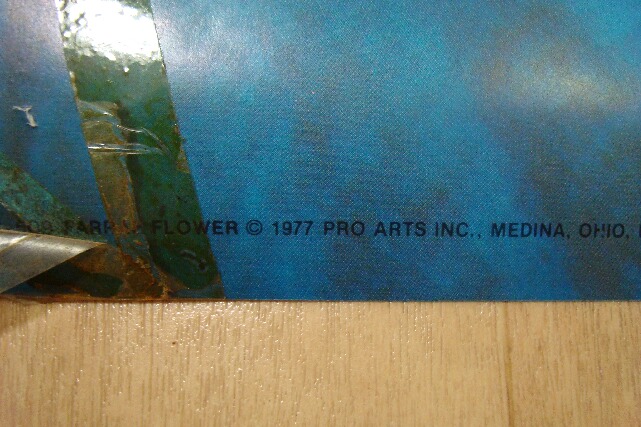 FLOWER © 1977 PRO ARTS INC., MEDINA, OHIO,